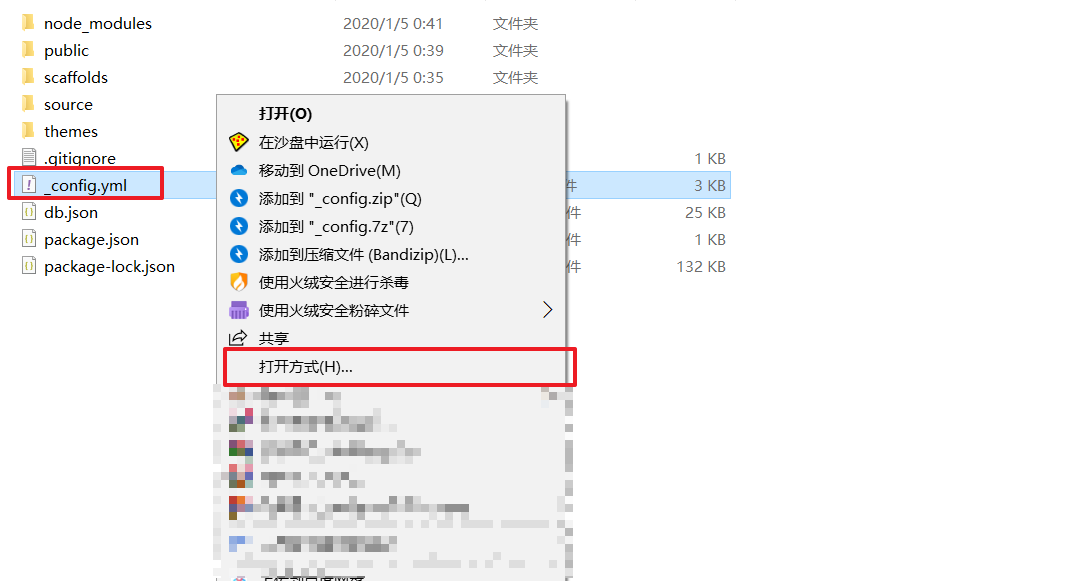 node_modules 2020/1/5 0:41 文件夹
public 2020/1/5 0:39 文件夹
scaffolds 2020/1/5 0:35 文件夹
source
themes
.gitignore 1 KB
_config.yml 件 3 KB
db.json 件 25 KB
package.json 件 1 KB
package-lock.json 件 132 KB
打开(O)
在沙盘中运行(X)
移动到 OneDrive(M)
添加到 "_config.zip"(Q)
添加到 "_config.7z"(7)
添加到压缩文件 (Bandizip)(L)...
使用火绒安全进行杀毒
使用火绒安全粉碎文件
共享
打开方式(H)...